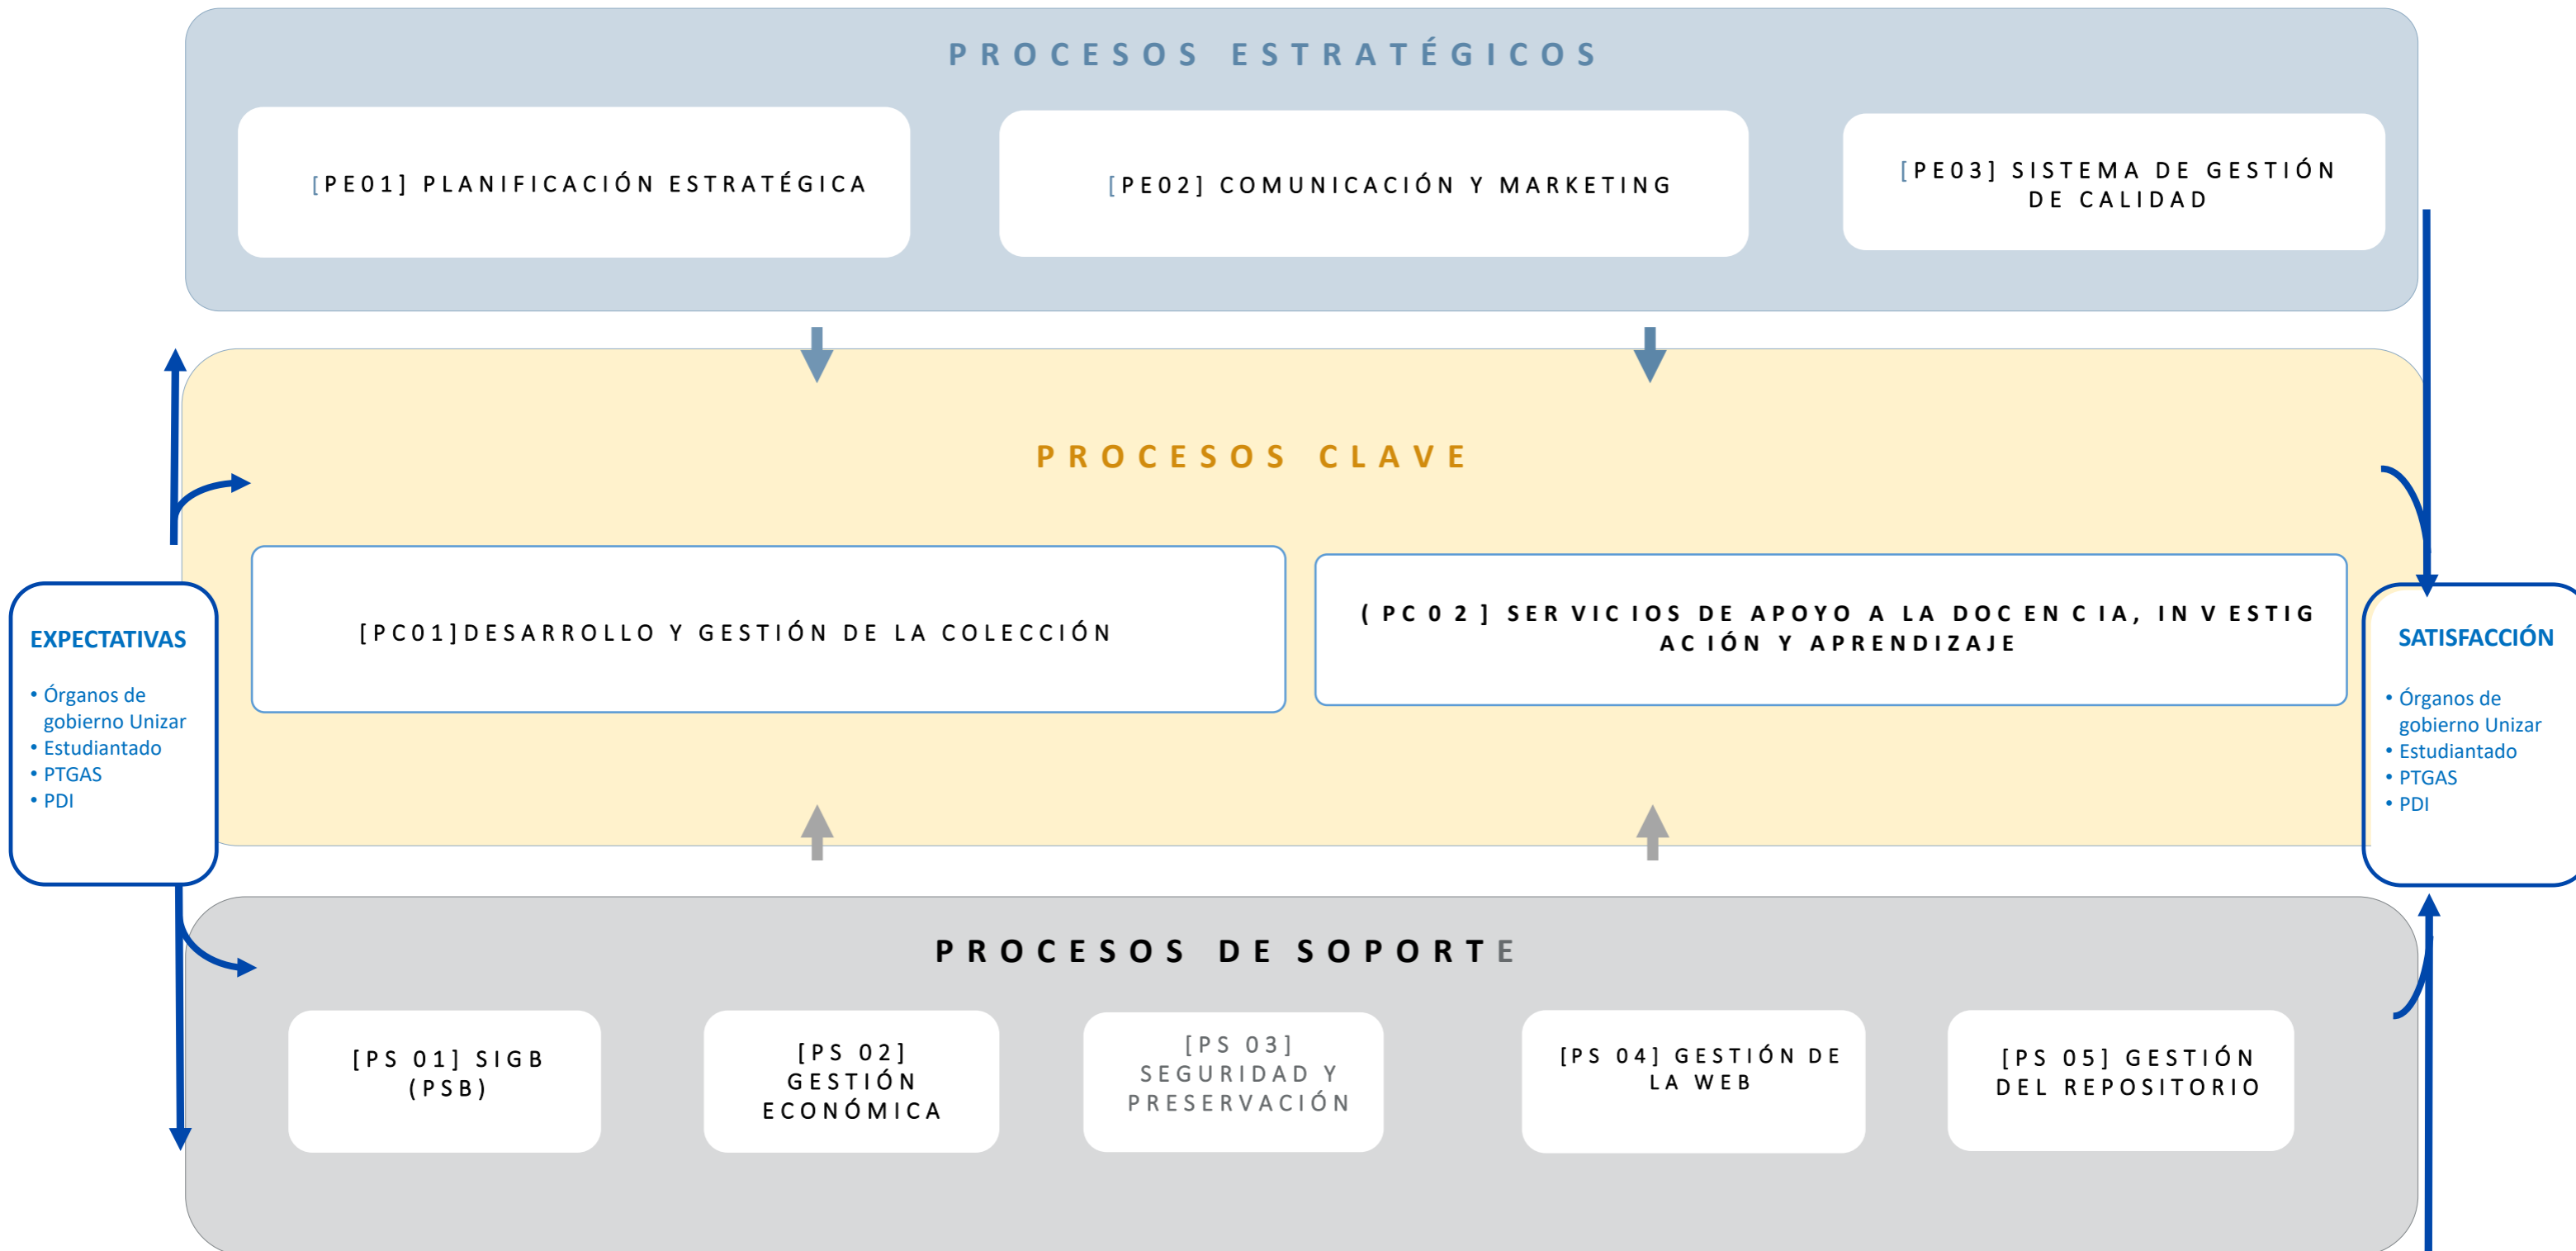 PROCESOS ESTRATÉGICOS
[PE01] PLANIFICACIÓN ESTRATÉGICA
[PE02] COMUNICACIÓN Y MARKETING
[PE03] SISTEMA DE GESTIÓN
DE CALIDAD
PROCESOS CLAVE
[PC01]DESARROLLO Y GESTIÓN DE LA COLECCIÓN
(PC02] SERVICIOS DE APOYO A LA DOCENCIA, INVESTIG
ACIÓN Y APRENDIZAJE
EXPECTATIVAS
• Órganos de
gobierno Unizar
• Estudiantado
• PTGAS
• PDI
SATISFACCIÓN
• Órganos de
gobierno Unizar
• Estudiantado
• PTGAS
• PDI
PROCESOS DE SOPORTE
[PS 01] SIGB
(PSB)
[PS 02]
GESTIÓN
ECONÓMICA
[PS 03]
SEGURIDAD Y
PRESERVACIÓN
[PS 04] GESTIÓN DE
LA WEB
[PS 05] GESTIÓN
DEL REPOSITORIO